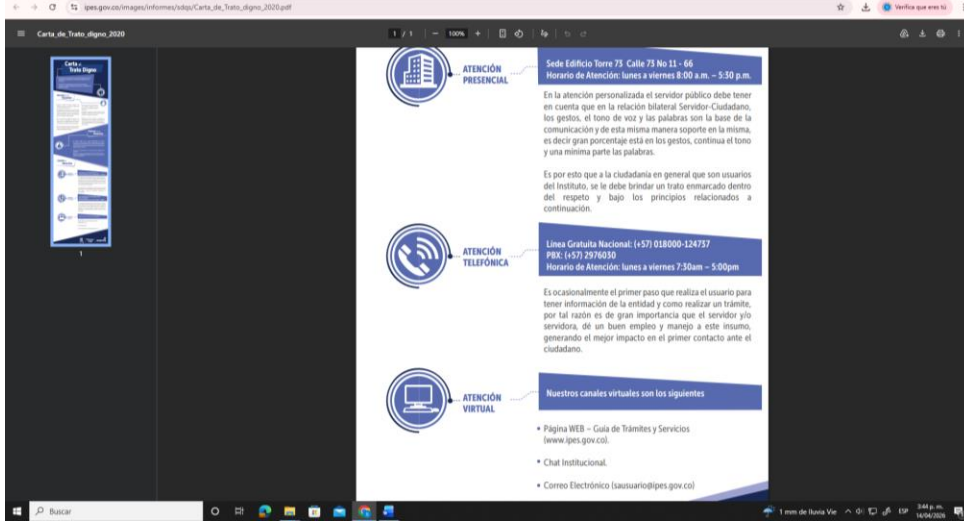 ipes.gov.co/images/informes/sdqs/Carta_de_Trato_digno_2020.pdf
Verifica que eres tú
Carta_de_Trato_digno_2020
1 / 1
100%
Carta de
Trato Digno
1
ATENCIÓN
PRESENCIAL
Sede Edificio Torre 73 Calle 73 No 11 - 66
Horario de Atención: lunes a viernes 8:00 a.m. – 5:30 p.m.
En la atención personalizada el servidor público debe tener
en cuenta que en la relación bilateral Servidor-Ciudadano,
los gestos, el tono de voz y las palabras son la base de la
comunicación y de esta misma manera soporte en la misma,
es decir gran porcentaje está en los gestos, continua el tono
y una mínima parte las palabras.
Es por esto que a la ciudadanía en general que son usuarios
del Instituto, se le debe brindar un trato enmarcado dentro
del respeto y bajo los principios relacionados a
continuación.
ATENCIÓN
TELEFÓNICA
Línea Gratuita Nacional: (+57) 018000-124737
PBX: (+57) 2976030
Horario de Atención: lunes a viernes 7:30am – 5:00pm
Es ocasionalmente el primer paso que realiza el usuario para
tener información de la entidad y como realizar un trámite,
por tal razón es de gran importancia que el servidor y/o
servidora, dé un buen empleo y manejo a este insumo,
generando el mejor impacto en el primer contacto ante el
ciudadano.
ATENCIÓN
VIRTUAL
Nuestros canales virtuales son los siguientes
• Página WEB – Guía de Trámites y Servicios
(www.ipes.gov.co).
• Chat Institucional.
• Correo Electrónico (sausuario@ipes.gov.co)
Buscar
1 mm de lluvia Vie
ESP
3:44 p. m.
14/04/2026